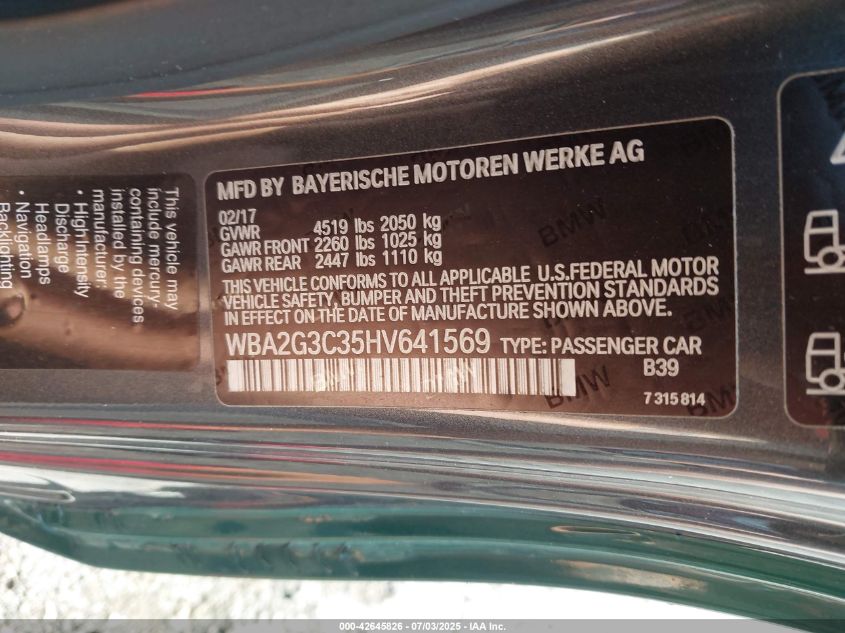 MFD BY BAYERISCHE MOTOREN WERKE AG
02/17
GVWR 4519 lbs 2050 kg
GAWR FRONT 2260 lbs 1025 kg
GAWR REAR 2447 lbs 1110 kg
THIS VEHICLE CONFORMS TO ALL APPLICABLE U.S.FEDERAL MOTOR
VEHICLE SAFETY, BUMPER AND THEFT PREVENTION STANDARDS
IN EFFECT ON THE DATE OF MANUFACTURE SHOWN ABOVE.
WBA2G3C35HV641569 TYPE: PASSENGER CAR
B39
7 315 814
BMW
BMW
BMW
This vehicle may
include mercury-
containing devices
installed by the
manufacturer:
• High Intensity
Discharge
Headlamps
• Navigation
Backlighting
000-42645826 - 07/03/2025 - IAA Inc.